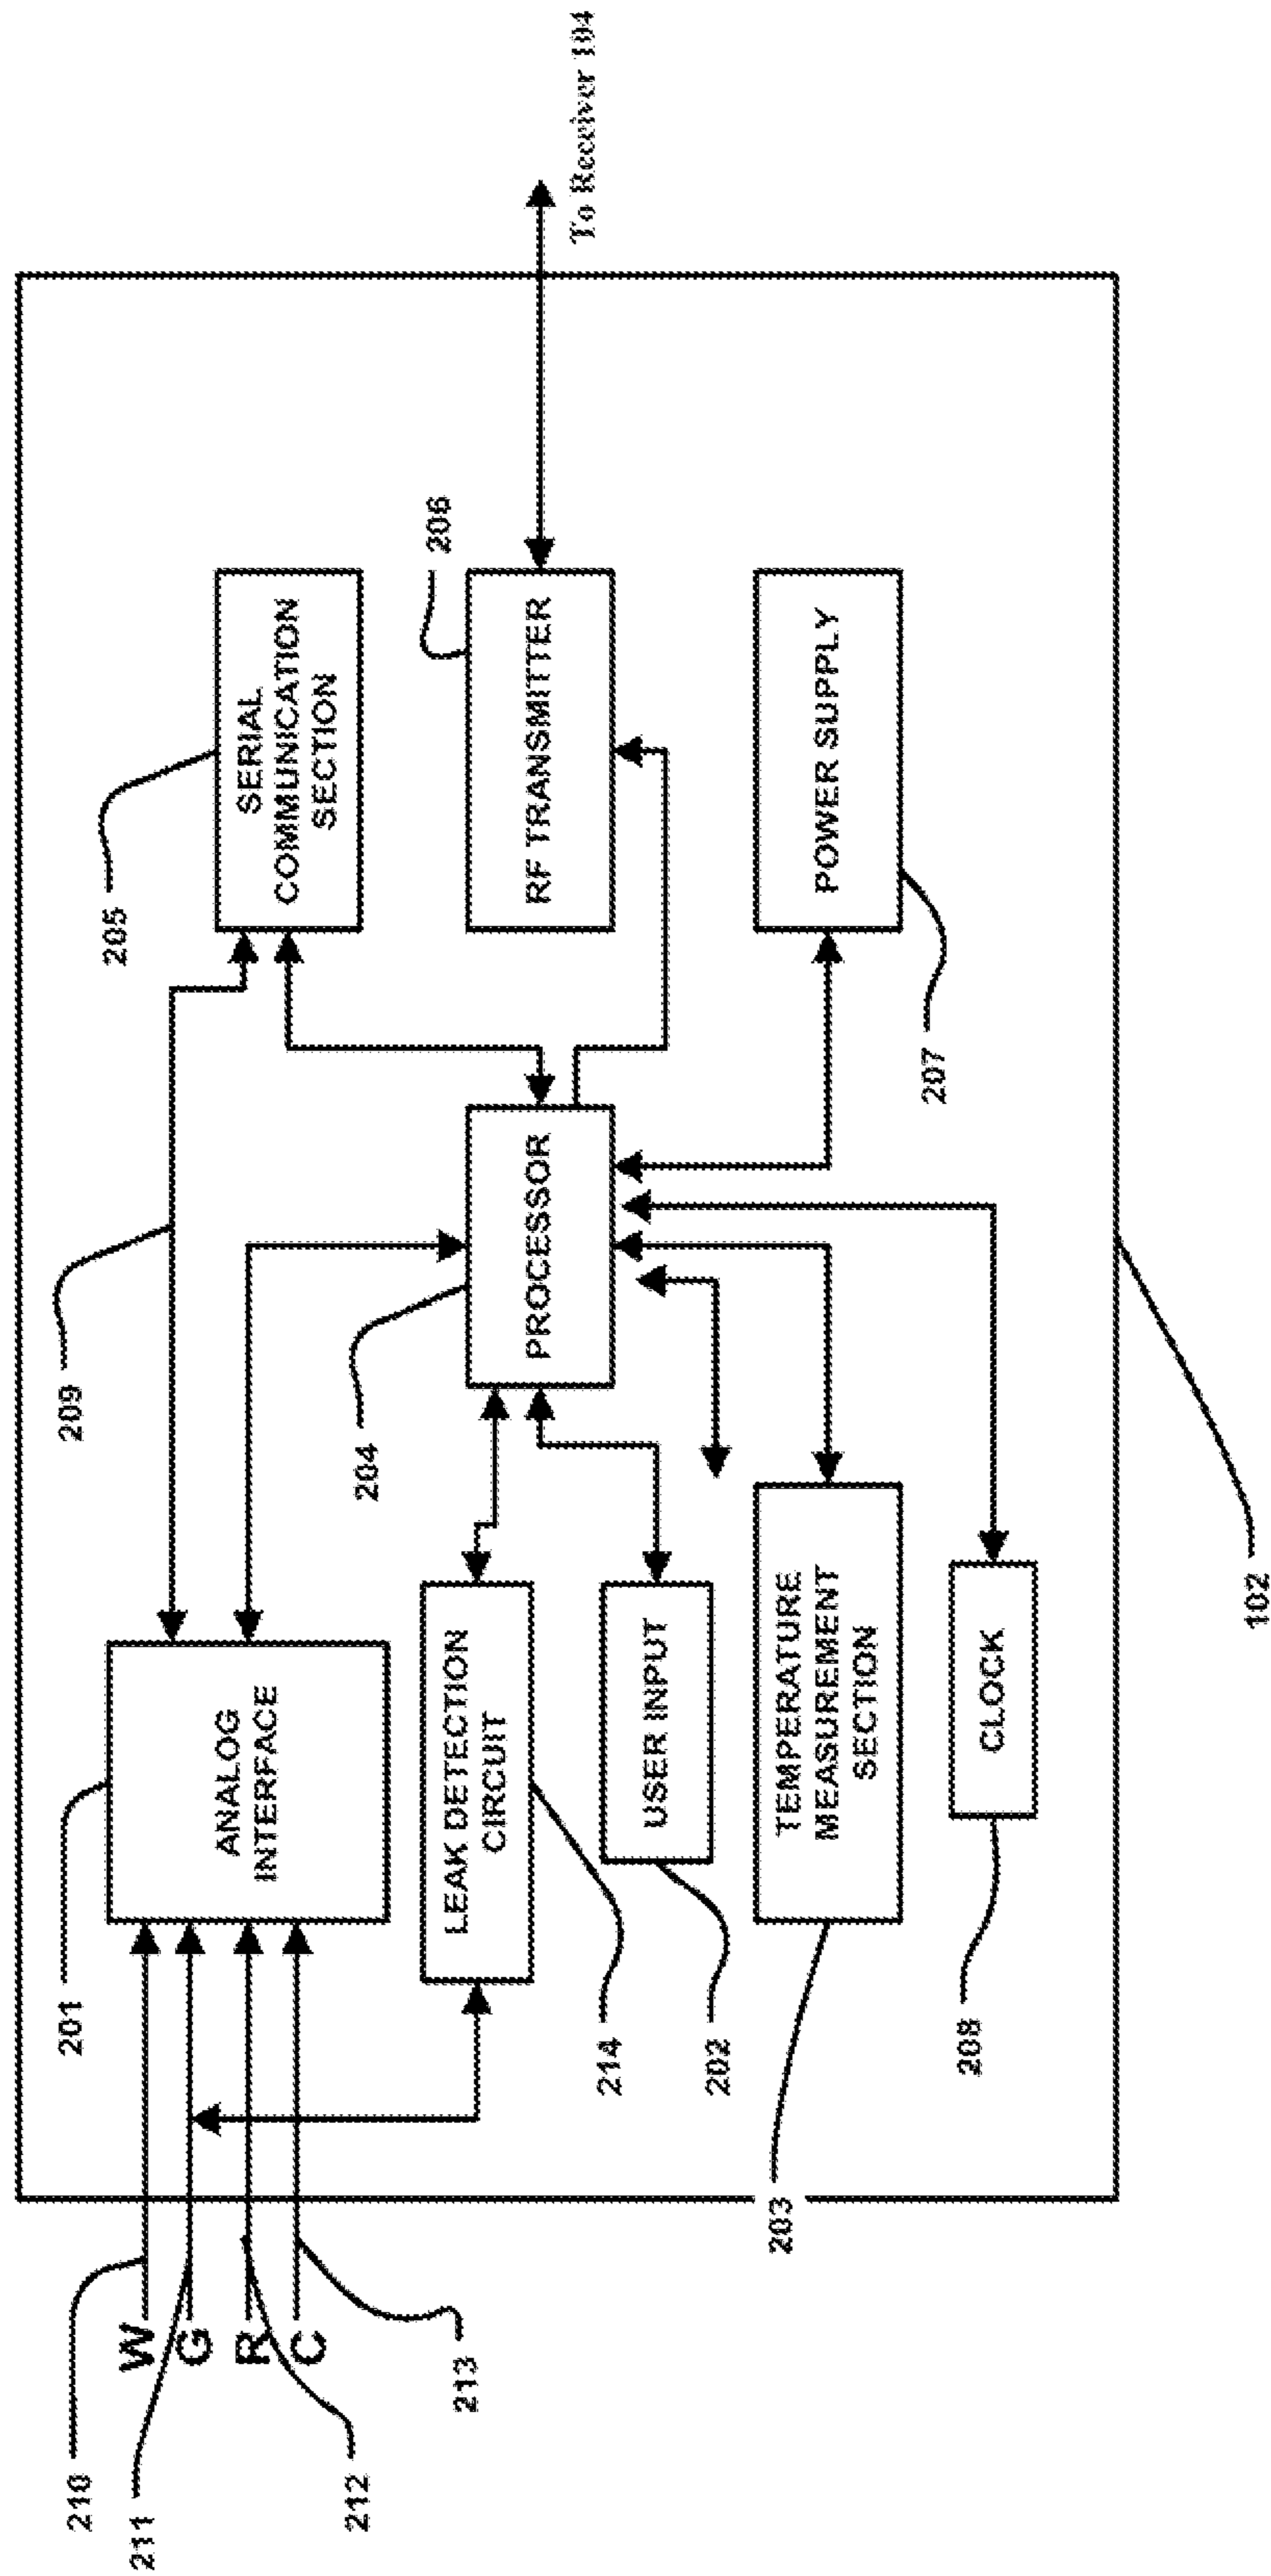 210
211
212
213
W
G
R
C
201
ANALOG
INTERFACE
209
205
SERIAL
COMMUNICATION
SECTION
LEAK DETECTION
CIRCUIT
214
204
PROCESSOR
206
RF TRANSMITTER
To Receiver 104
USER INPUT
202
TEMPERATURE
MEASUREMENT
SECTION
203
POWER SUPPLY
207
CLOCK
208
102